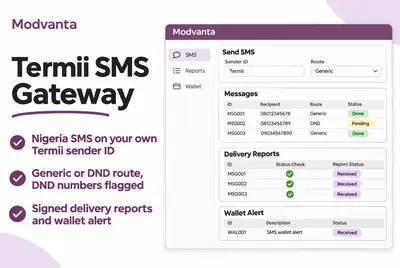 Modvanta
Termii SMS
Gateway
Nigeria SMS on your own
Termii sender ID
Generic or DND route,
DND numbers flagged
Signed delivery reports
and wallet alert
Modvanta
SMS
Reports
Wallet
Send SMS
Sender ID Route
Termii Generic
Messages
ID Recipient Route Status
MSG001 08012345678 Generic Done
MSG002 08123456789 DND Pending
MSG003 09034567890 Generic Done
Delivery Reports
ID Status Check Report Status
MSG001 Received
MSG002 Received
MSG003 Received
Wallet Alert
ID Description Status
WAL001 SMS wallet alert Received